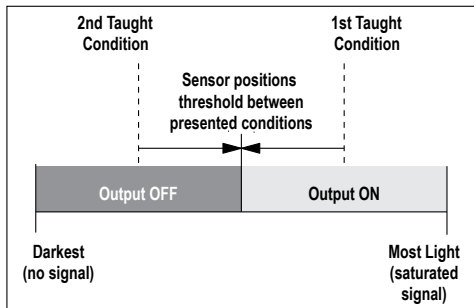 2nd Taught
Condition
1st Taught
Condition
Sensor positions
threshold between
presented conditions
Output OFF
Output ON
Darkest
(no signal)
Most Light
(saturated
signal)